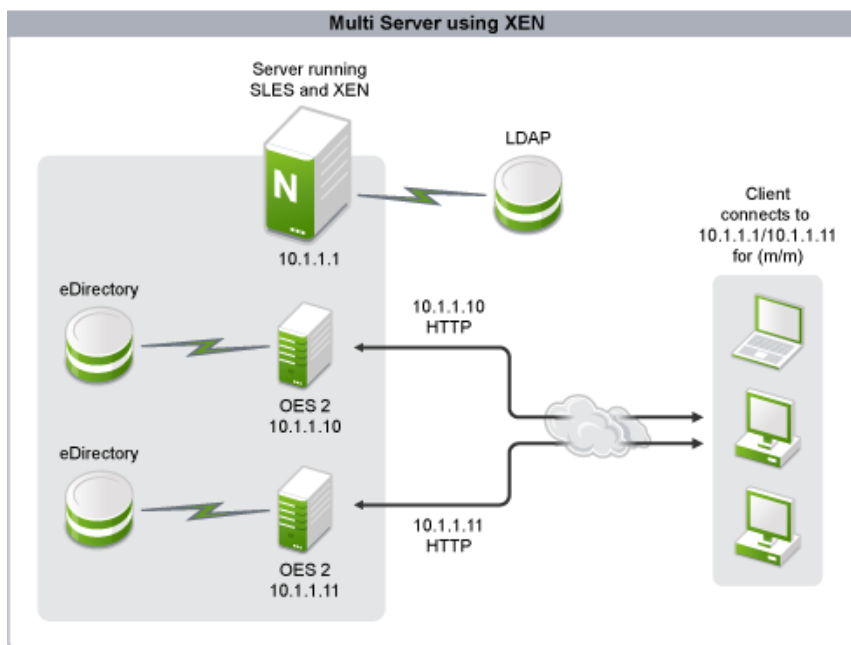 Multi Server using XEN
Server running
SLES and XEN
N
10.1.1.1
LDAP
Client
connects to
10.1.1.1/10.1.1.11
for (m/m)
eDirectory
OES 2
10.1.1.10
10.1.1.10
HTTP
eDirectory
OES 2
10.1.1.11
10.1.1.11
HTTP